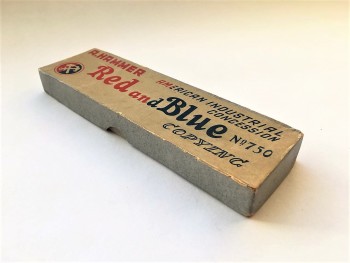 A.HAMMER
AMERICAN INDUSTRIAL
CONCESSION
Red and Blue
Nº750
COPYING